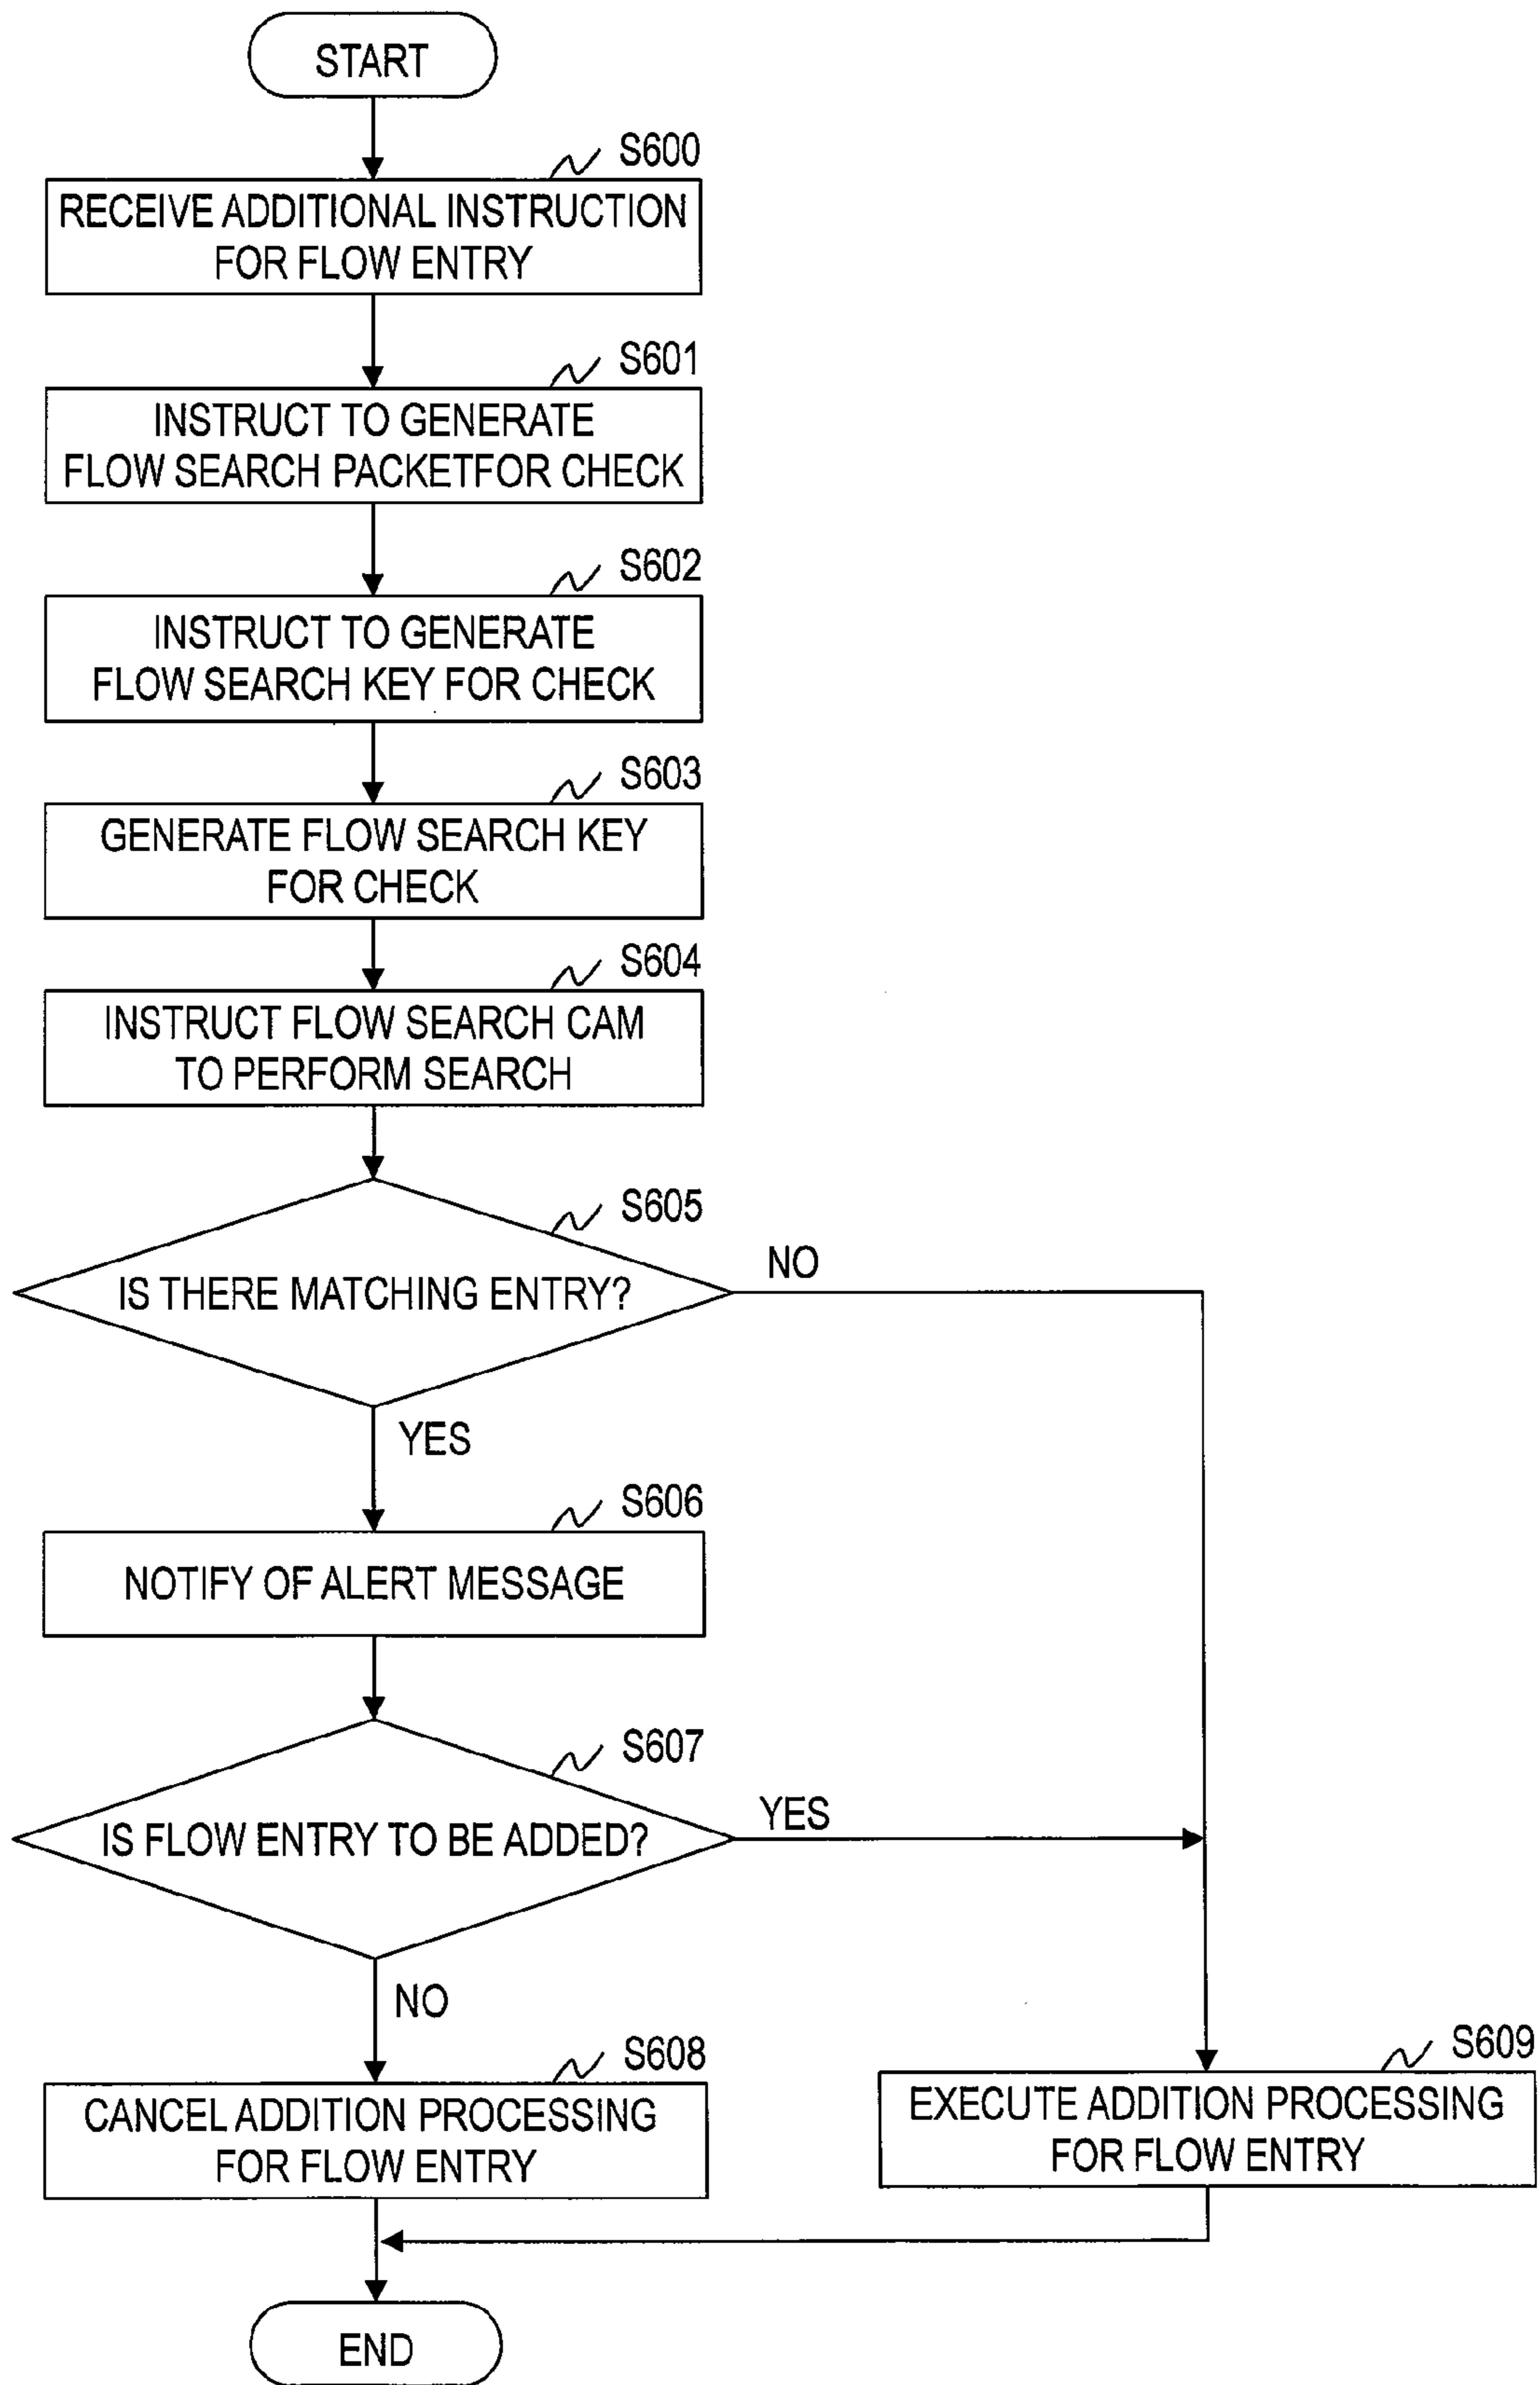 START
S600
RECEIVE ADDITIONAL INSTRUCTION
FOR FLOW ENTRY
S601
INSTRUCT TO GENERATE
FLOW SEARCH PACKETFOR CHECK
S602
INSTRUCT TO GENERATE
FLOW SEARCH KEY FOR CHECK
S603
GENERATE FLOW SEARCH KEY
FOR CHECK
S604
INSTRUCT FLOW SEARCH CAM
TO PERFORM SEARCH
S605
IS THERE MATCHING ENTRY?
NO
YES
S606
NOTIFY OF ALERT MESSAGE
S607
IS FLOW ENTRY TO BE ADDED?
YES
NO
S608
CANCEL ADDITION PROCESSING
FOR FLOW ENTRY
S609
EXECUTE ADDITION PROCESSING
FOR FLOW ENTRY
END